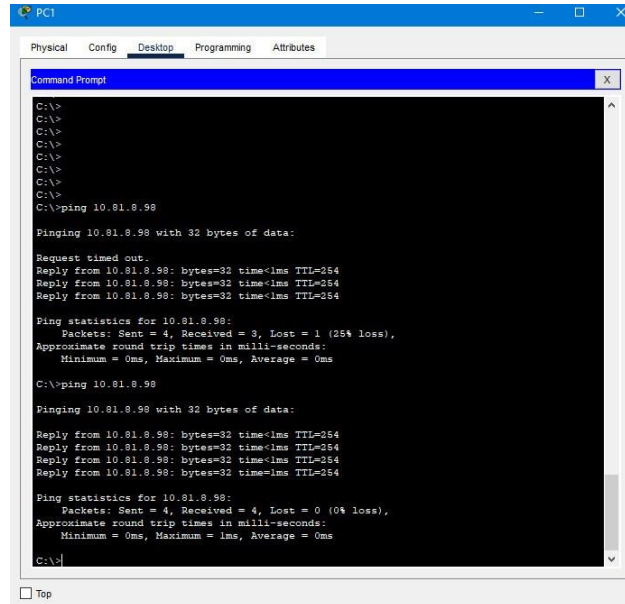 PC1
Physical Config Desktop Programming Attributes
Command Prompt X
C:\>
C:\>
C:\>
C:\>
C:\>
C:\>
C:\>
C:\>
C:\>ping 10.81.8.98
Pinging 10.81.8.98 with 32 bytes of data:
Request timed out.
Reply from 10.81.8.98: bytes=32 time<1ms TTL=254
Reply from 10.81.8.98: bytes=32 time<1ms TTL=254
Reply from 10.81.8.98: bytes=32 time<1ms TTL=254
Ping statistics for 10.81.8.98:
Packets: Sent = 4, Received = 3, Lost = 1 (25% loss),
Approximate round trip times in milli-seconds:
Minimum = 0ms, Maximum = 0ms, Average = 0ms
C:\>ping 10.81.8.98
Pinging 10.81.8.98 with 32 bytes of data:
Reply from 10.81.8.98: bytes=32 time<1ms TTL=254
Reply from 10.81.8.98: bytes=32 time<1ms TTL=254
Reply from 10.81.8.98: bytes=32 time<1ms TTL=254
Reply from 10.81.8.98: bytes=32 time=1ms TTL=254
Ping statistics for 10.81.8.98:
Packets: Sent = 4, Received = 4, Lost = 0 (0% loss),
Approximate round trip times in milli-seconds:
Minimum = 0ms, Maximum = 1ms, Average = 0ms
C:\>
Top